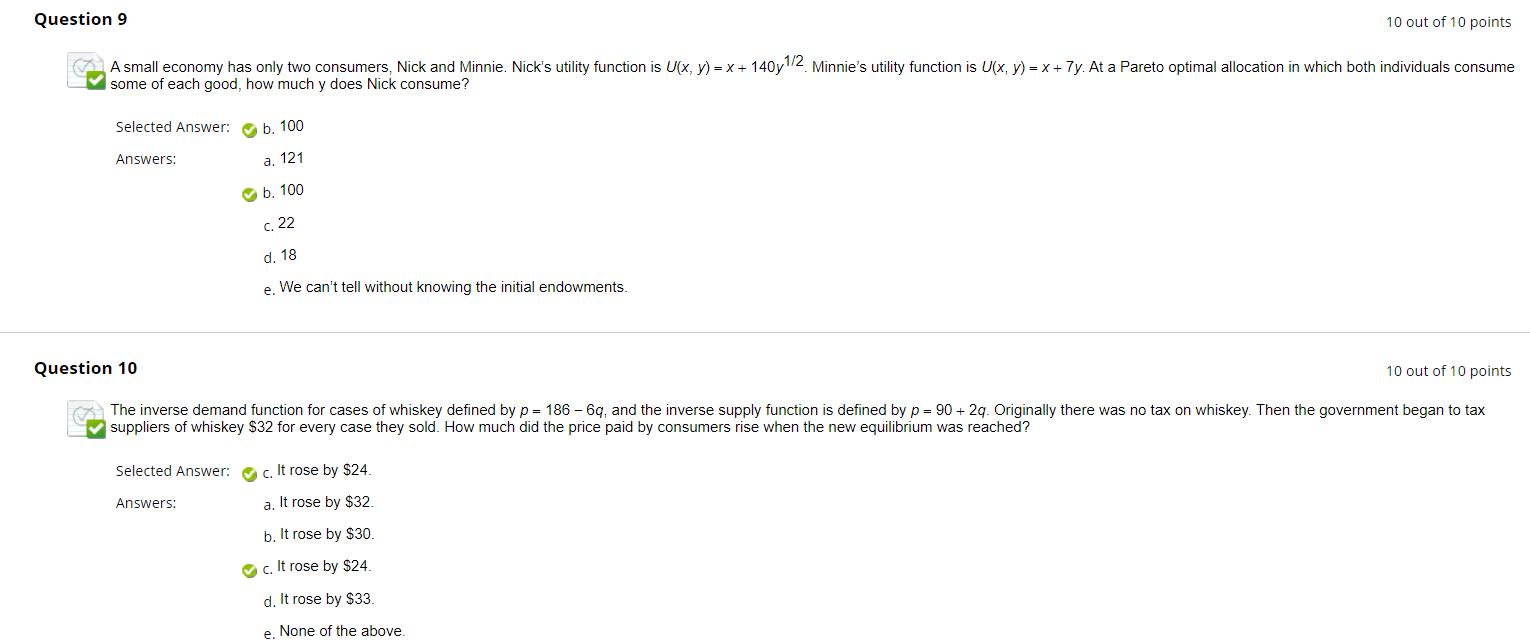 Question 9
10 out of 10 points
A small economy has only two consumers, Nick and Minnie. Nick's utility function is U(x, y) = x + 140y1/2. Minnie's utility function is U(x, y) = x + 7y. At a Pareto optimal allocation in which both individuals consume
some of each good, how much y does Nick consume?
Selected Answer: b. 100
Answers: a. 121
b. 100
c. 22
d. 18
e. We can't tell without knowing the initial endowments.
Question 10
10 out of 10 points
The inverse demand function for cases of whiskey defined by p = 186 – 6q, and the inverse supply function is defined by p = 90 + 2q. Originally there was no tax on whiskey. Then the government began to tax
suppliers of whiskey $32 for every case they sold. How much did the price paid by consumers rise when the new equilibrium was reached?
Selected Answer: c. It rose by $24.
Answers: a. It rose by $32.
b. It rose by $30.
c. It rose by $24.
d. It rose by $33.
e. None of the above.